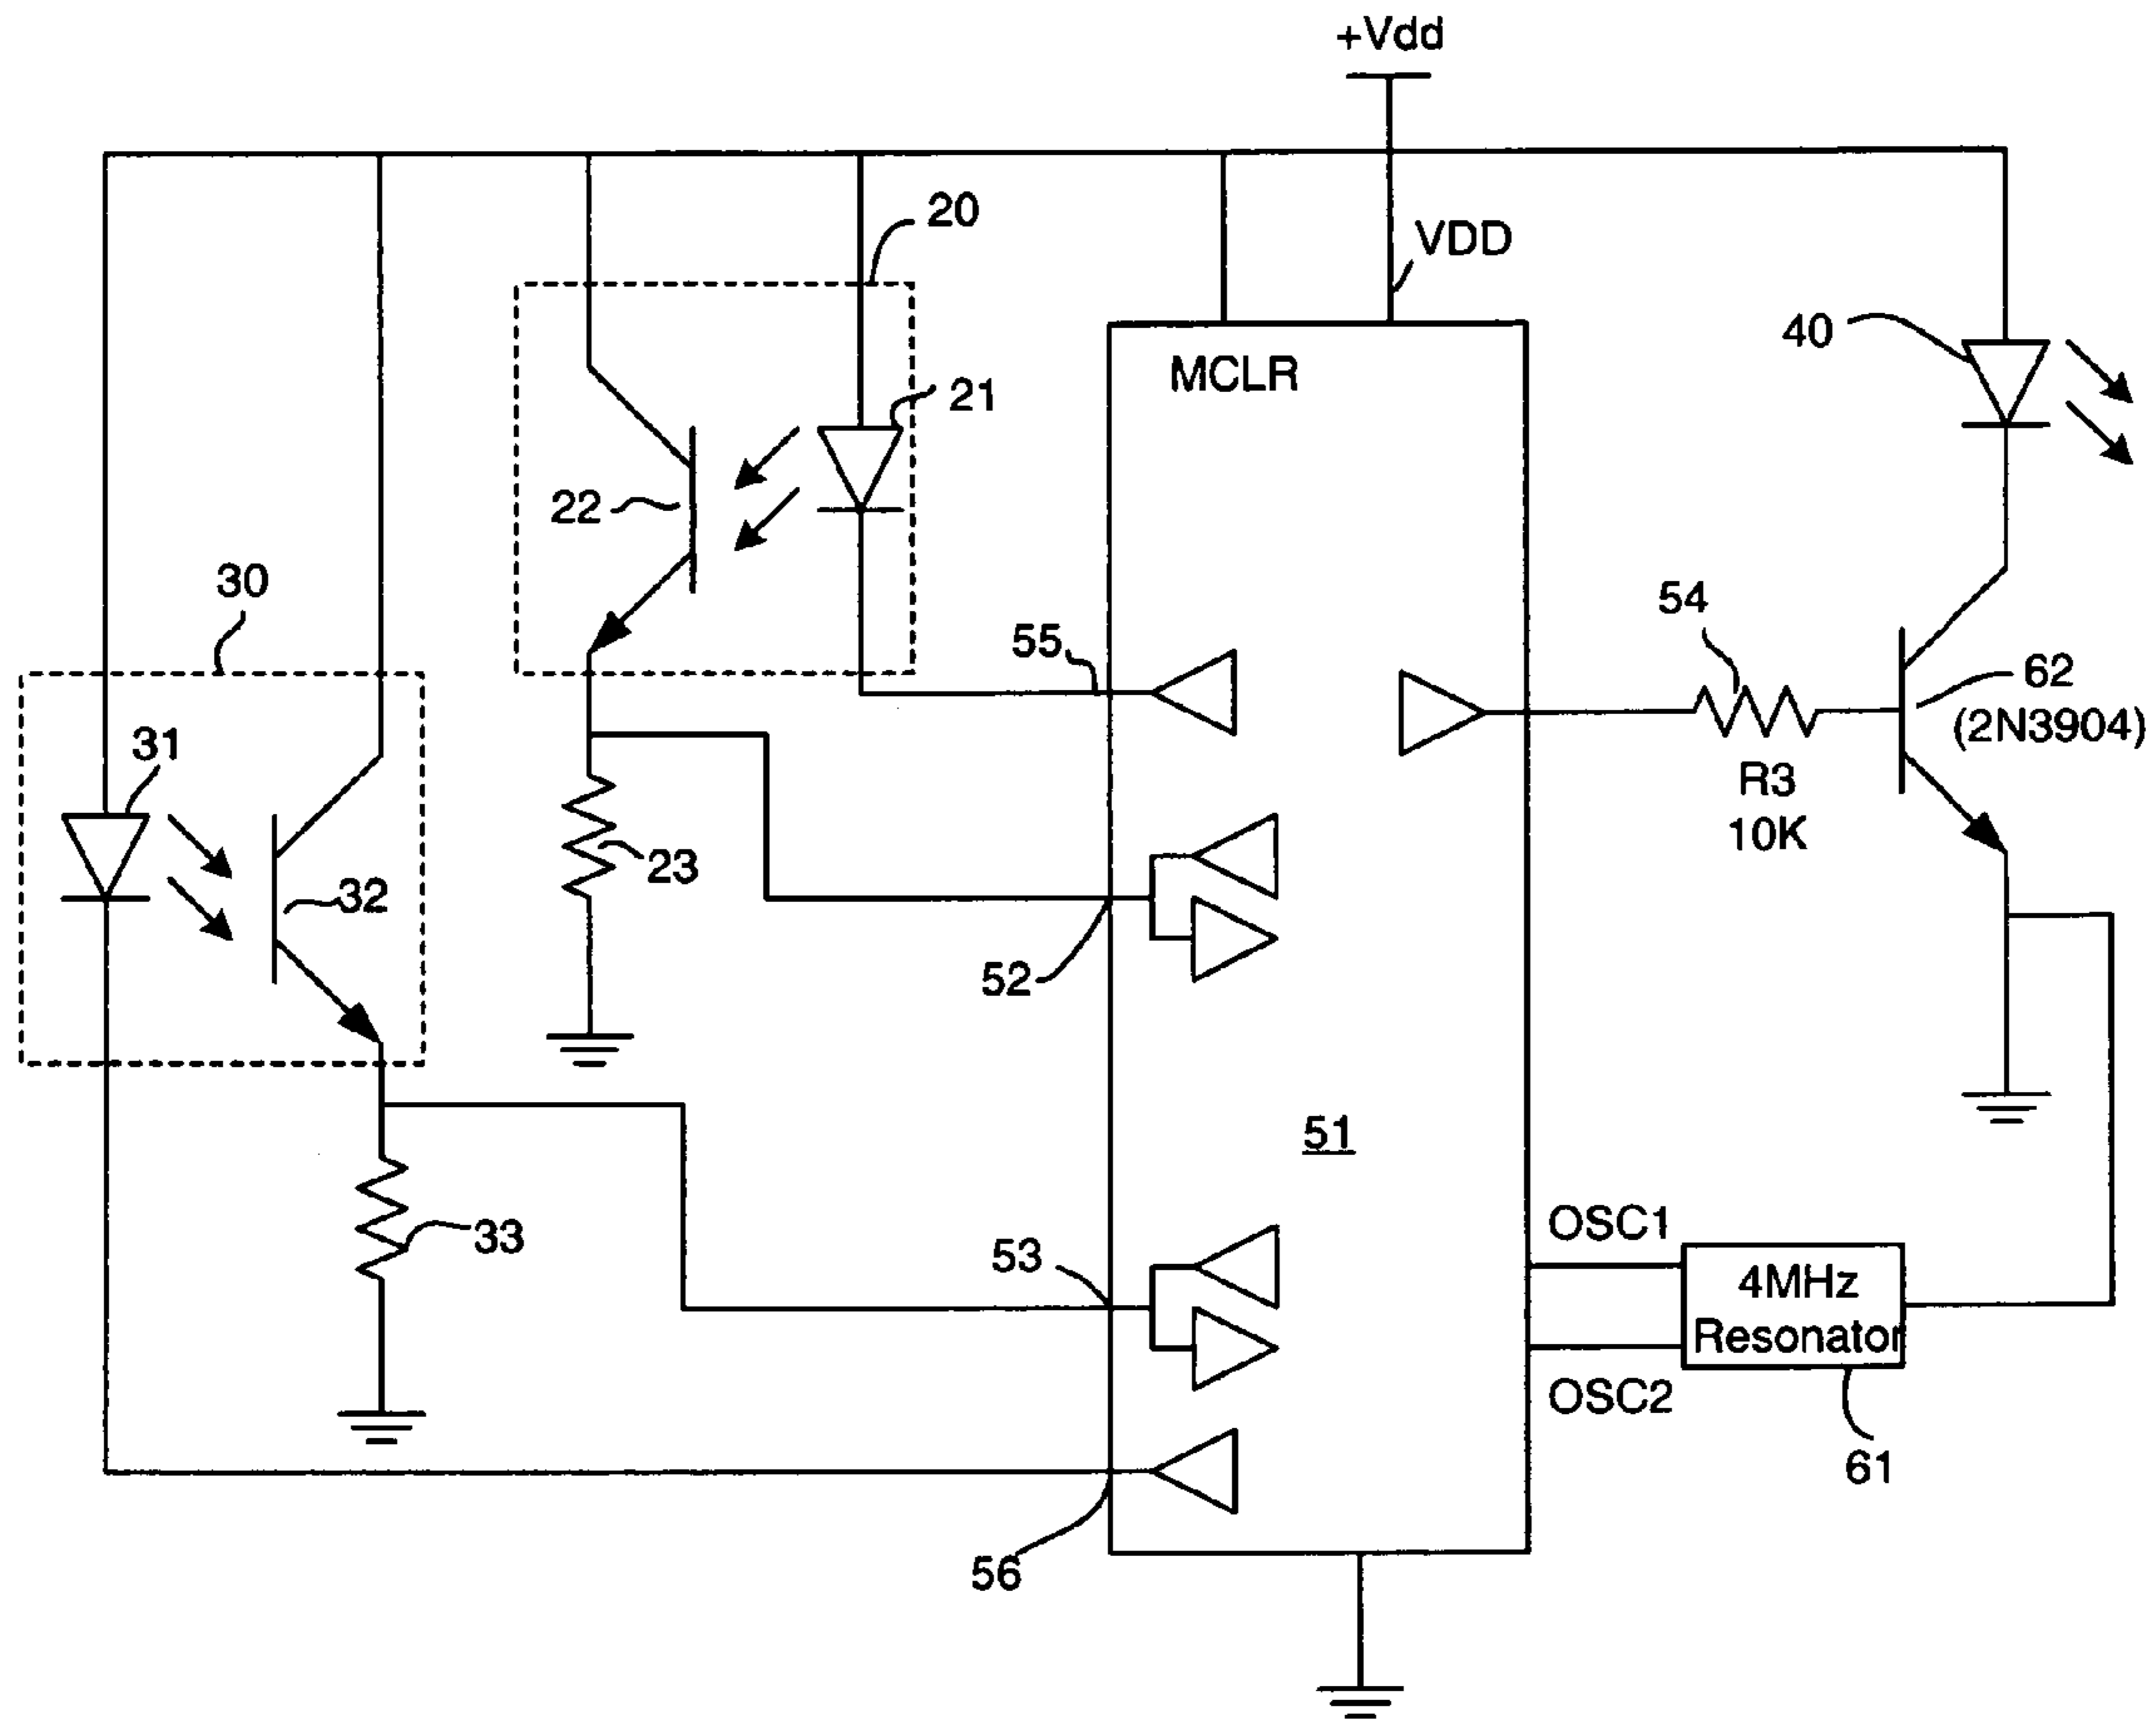 +Vdd
20
VDD
40
MCLR
21
22
30
54
55
62
(2N3904)
31
R3
10K
23
32
52
51
OSC1
33
53
4MHz
Resonator
OSC2
61
56